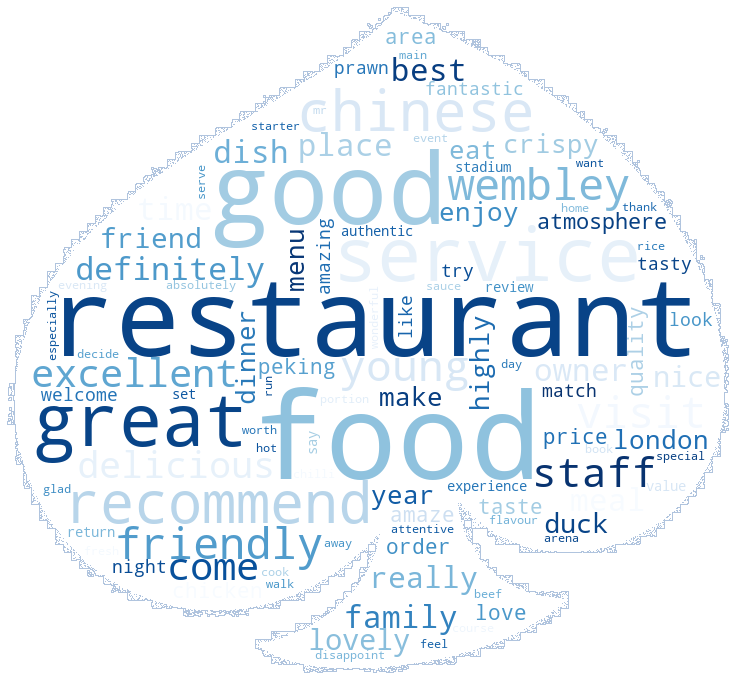 area
main
prawn best
fantastic
chinese
mr
starter event
dish place eat crispy
stadium want
serve good wembley
time enjoy home thank
friend menu amazing authentic atmosphere
service rice
definitely try tasty
evening absolutely sauce review
especially restaurant wonderful like look
decide dinner highly quality
excellent peking young day owner nice
run
welcome set portion make match visit
great food
worth say price london
hot book
delicious staff special
glad recommend year experience value
amaze taste meal
return attentive flavour duck
friendly away order arena
night come cook
walk really
chicken beef
family love
course
lovely feel
disappoint